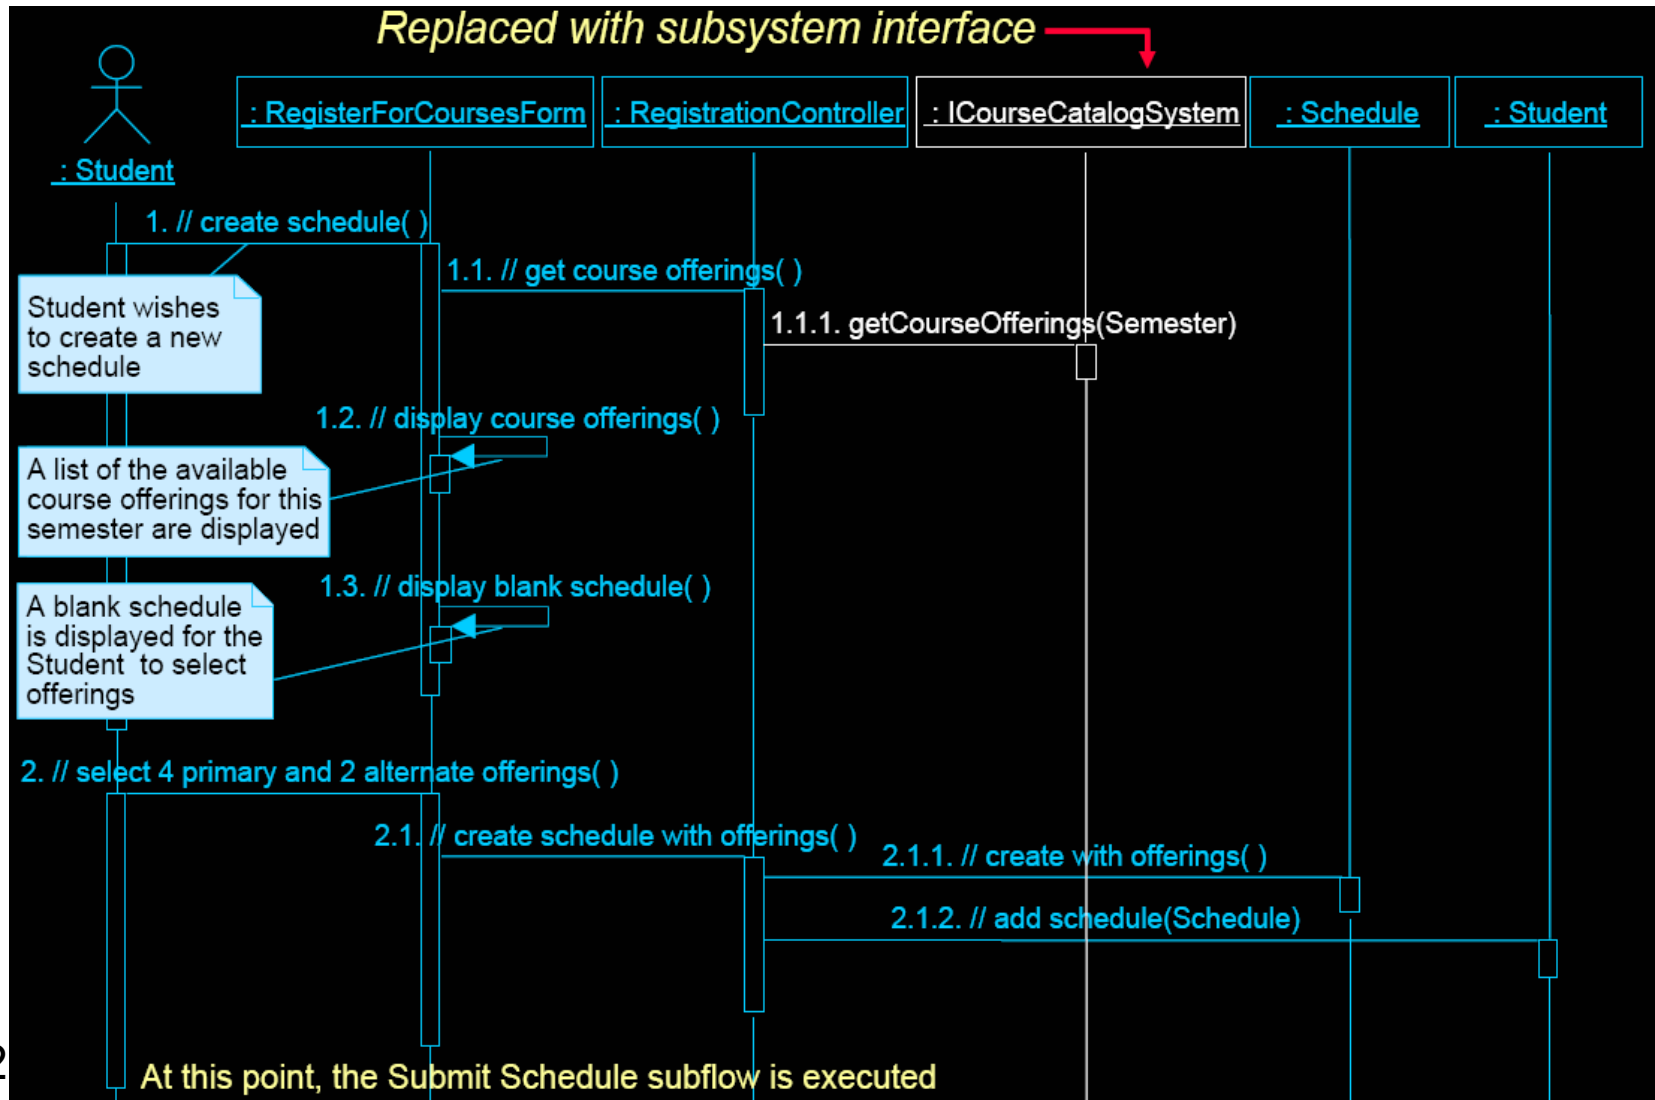 Replaced with subsystem interface
: RegisterForCoursesForm
: RegistrationController
: ICourseCatalogSystem
: Schedule
: Student
: Student
1. // create schedule( )
1.1. // get course offerings( )
Student wishes
to create a new
schedule
1.1.1. getCourseOfferings(Semester)
1.2. // display course offerings( )
A list of the available
course offerings for this
semester are displayed
1.3. // display blank schedule( )
A blank schedule
is displayed for the
Student to select
offerings
2. // select 4 primary and 2 alternate offerings( )
2.1. // create schedule with offerings( )
2.1.1. // create with offerings( )
2.1.2. // add schedule(Schedule)
2
At this point, the Submit Schedule subflow is executed